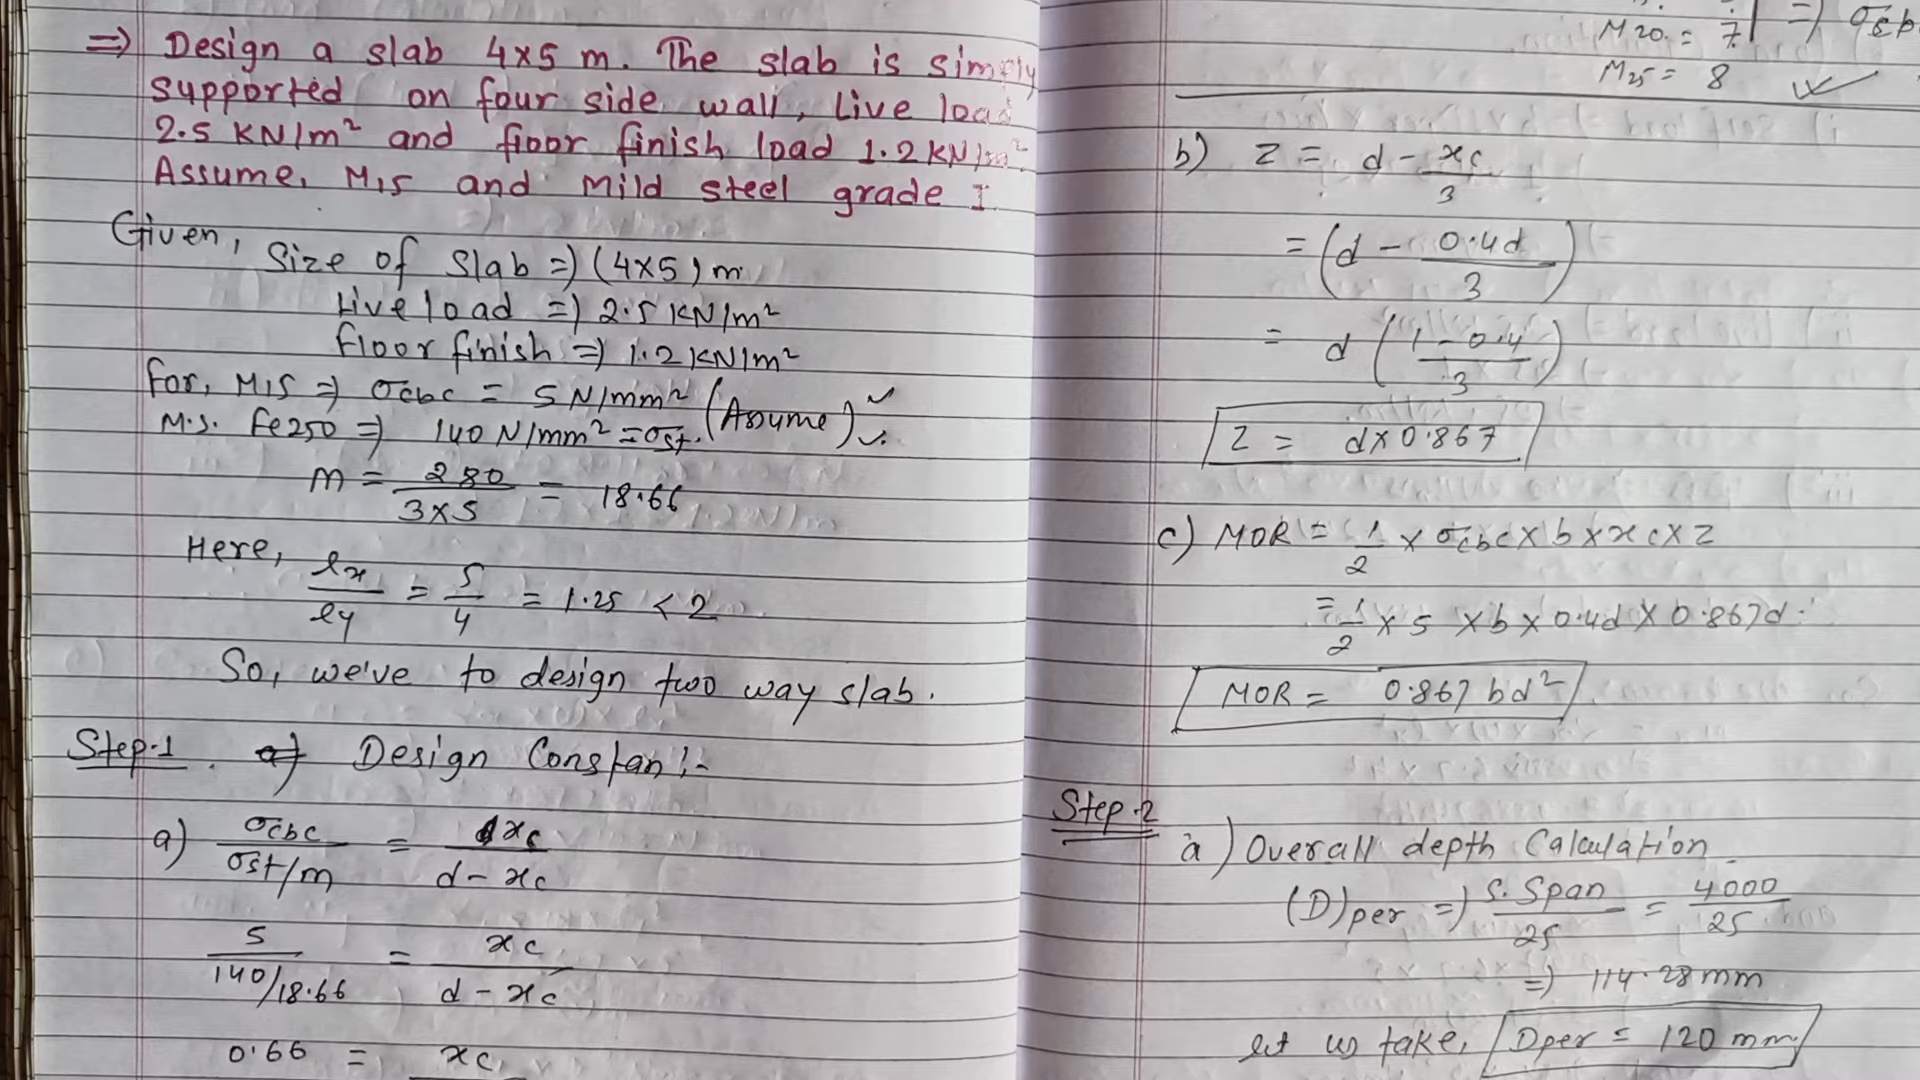 ⇒ Design a slab 4x5 m. The slab is simply
supported on four side wall, Live load
2.5 KN/m² and floor finish load 1.2 KN/m².
Assume, M15 and Mild steel grade I.
Given,
Size of slab ⇒ (4x5) m
Live load ⇒ 2.5 KN/m²
floor finish ⇒ 1.2 KN/m²
for, M15 ⇒ σcbc = 5 N/mm² (Assume) ✓
M.S. Fe250 ⇒ 140 N/mm² = σst.
m = 280 / 3x5 = 18.66
Here, lx / ly = 5 / 4 = 1.25 < 2
So, we've to design two way slab.
Step-1. a) Design Constan:-
a) σcbc / σst/m = xc / d - xc
5 / 140/18.66 = xc / d - xc
0.66 = xc
M20 = 7 ⇒ σcb
M25 = 8
b) Z = d - xc / 3
= (d - 0.4d / 3)
= d (1 - 0.4 / 3)
Z = d x 0.867
c) MOR = 1/2 x σcbc x b x xc x Z
= 1/2 x 5 x b x 0.4d x 0.867d
MOR = 0.867 bd²
Step-2
a) Overall depth Calculation
(D)per ⇒ S. Span / 25 = 4000 / 25
⇒ 114.28 mm
let us take, Dper = 120 mm